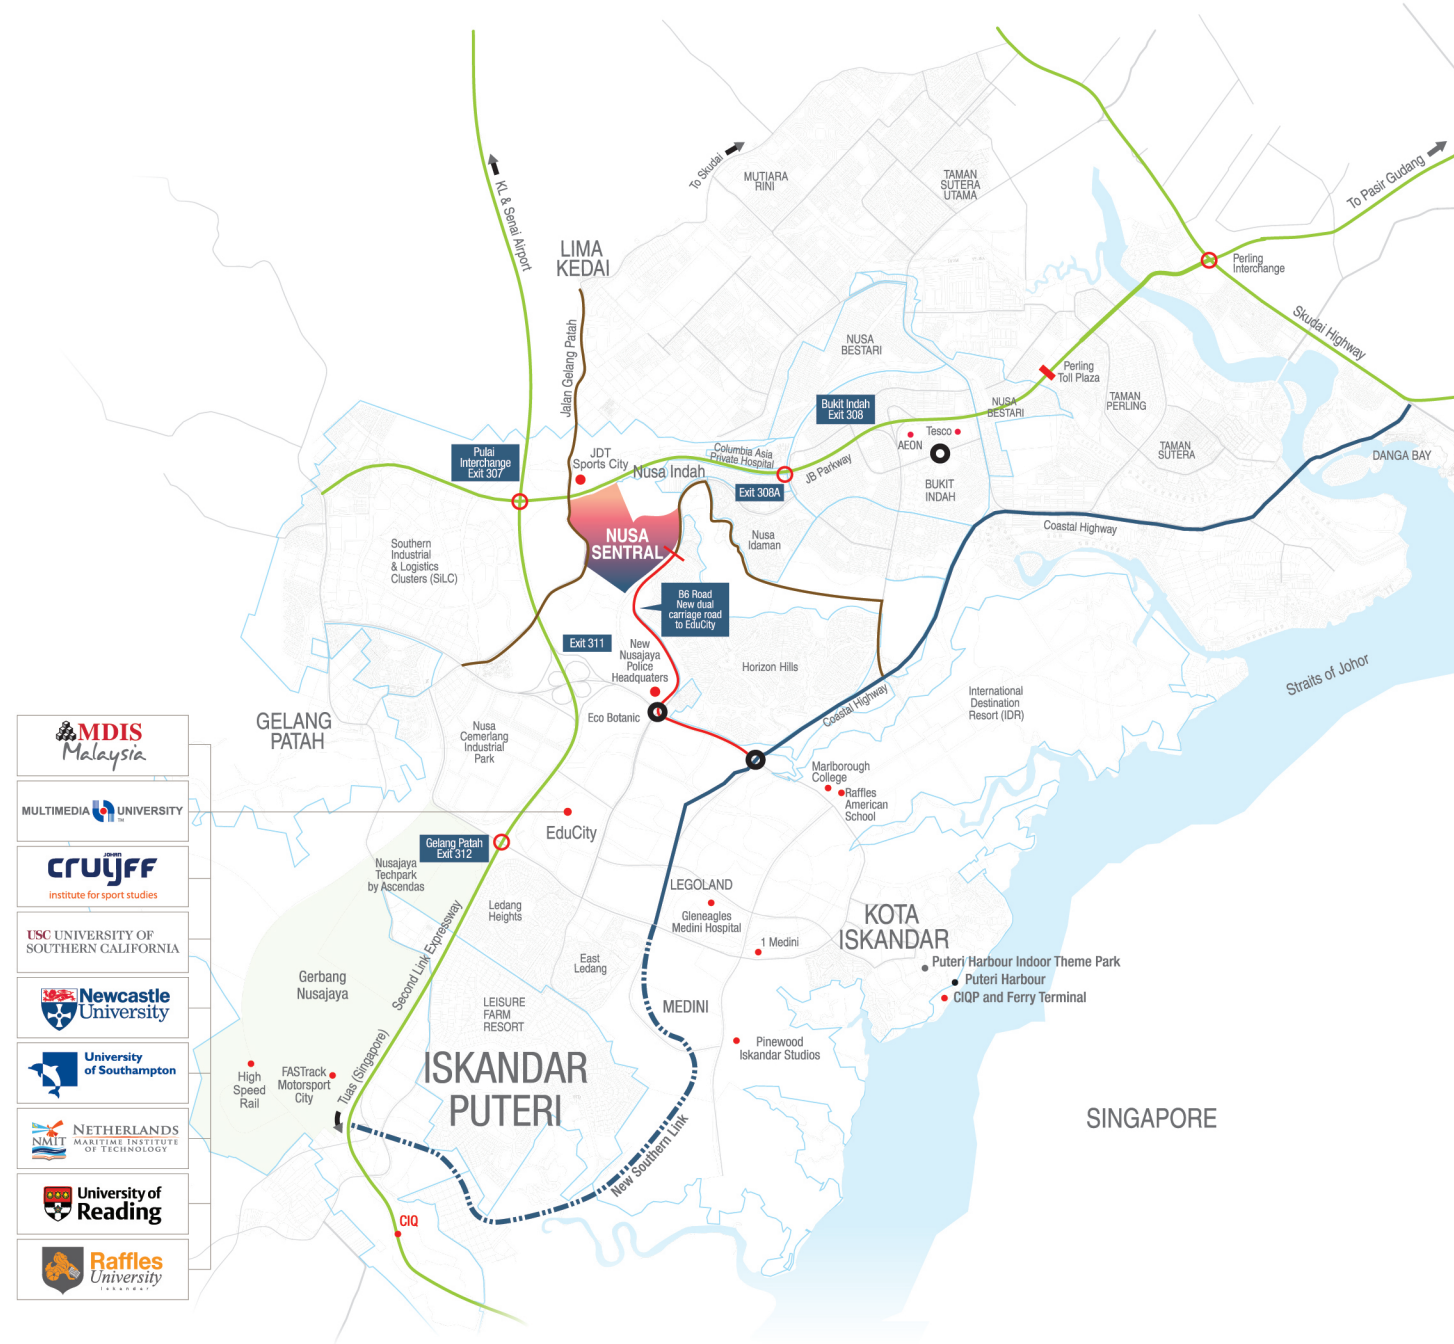 To Skudai
MUTIARA
RINI
TAMAN
SUTERA
UTAMA
To Pasir Gudang
KL & Senai Airport
LIMA
KEDAI
Perling
Interchange
Skudai Highway
Jalan Gelang Patah
NUSA
BESTARI
Perling
Toll Plaza
TAMAN
PERLING
NUSA
BESTARI
Bukit Indah
Exit 308
AEON
Tesco
TAMAN
SUTERA
DANGA BAY
Pulai
Interchange
Exit 307
JDT
Sports City
Nusa Indah
Columbia Asia
Private Hospital
JB Parkway
Exit 308A
BUKIT
INDAH
Coastal Highway
NUSA
SENTRAL
Nusa
Idaman
Southern
Industrial
& Logistics
Clusters (SiLC)
B6 Road
New dual
carriage road
to EduCity
Exit 311
New
Nusajaya
Police
Headquaters
Horizon Hills
Straits of Johor
International
Destination
Resort (IDR)
Coastal Highway
GELANG
PATAH
Nusa
Cemerlang
Industrial
Park
Eco Botanic
Marlborough
College
Raffles
American
School
MDIS
Malaysia
MULTIMEDIA UNIVERSITY
TM
EduCity
Gelang Patah
Exit 312
JOHAN
CRUIJFF
institute for sport studies
Nusajaya
Techpark
by Ascendas
Ledang
Heights
LEGOLAND
Gleneagles
Medini Hospital
KOTA
ISKANDAR
1 Medini
USC UNIVERSITY OF
SOUTHERN CALIFORNIA
Second Link Expressway
East
Ledang
Puteri Harbour Indoor Theme Park
Puteri Harbour
CIQP and Ferry Terminal
Gerbang
Nusajaya
Newcastle
University
LEISURE
FARM
RESORT
MEDINI
Pinewood
Iskandar Studios
University
of Southampton
High
Speed
Rail
FASTrack
Motorsport
City
Tuas (Singapore)
ISKANDAR
PUTERI
SINGAPORE
NMIT
NETHERLANDS
MARITIME INSTITUTE
OF TECHNOLOGY
New Southern Link
University of
Reading
CIQ
Raffles
University
Iskandar